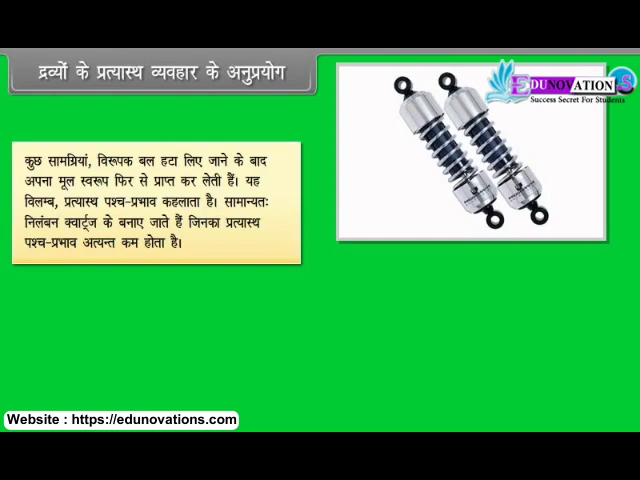 द्रव्यों के प्रत्यास्थ व्यवहार के अनुप्रयोग
EDUNOVATIONS
Success Secret For Students
कुछ सामग्रियां, विरूपक बल हटा लिए जाने के बाद
अपना मूल स्वरूप फिर से प्राप्त कर लेती हैं। यह
विलम्ब, प्रत्यास्थ पश्च-प्रभाव कहलाता है। सामान्यतः
निलंबन क्वार्ट्ज के बनाए जाते हैं जिनका प्रत्यास्थ
पश्च-प्रभाव अत्यन्त कम होता है।
Website : https://edunovations.com